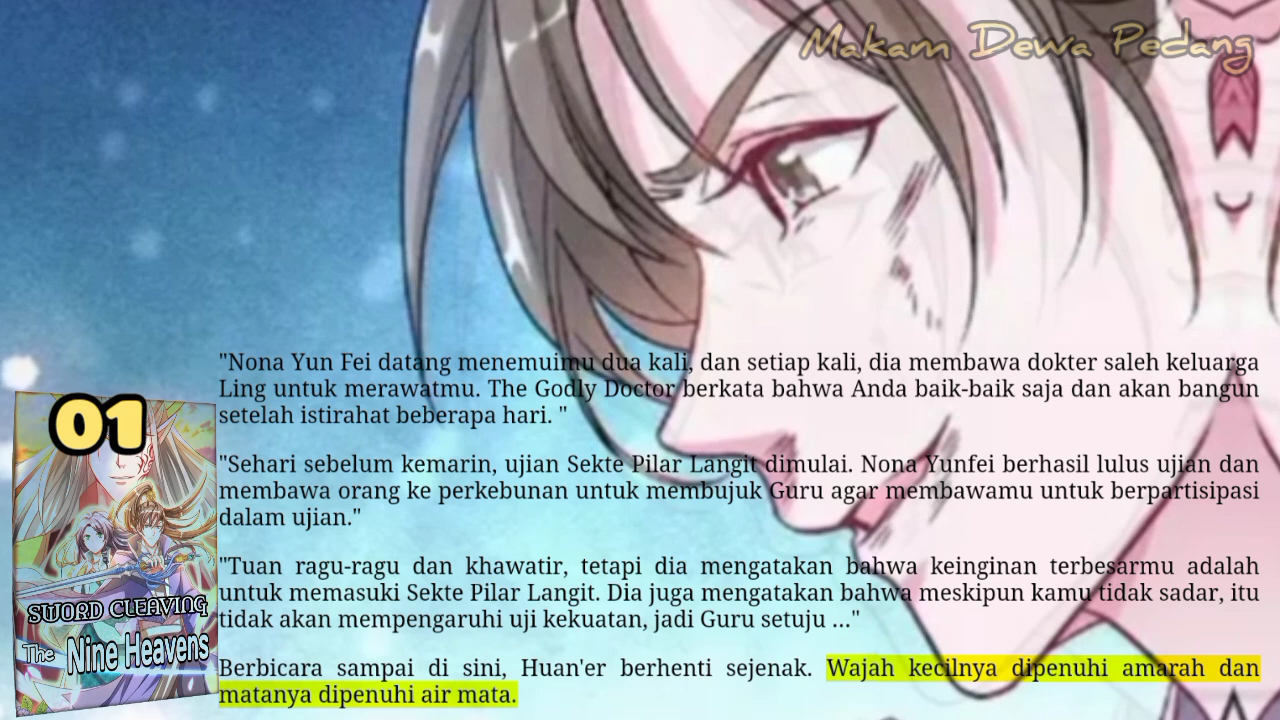 Makam Dewa Pedang
"Nona Yun Fei datang menemuimu dua kali, dan setiap kali, dia membawa dokter saleh keluarga
Ling untuk merawatmu. The Godly Doctor berkata bahwa Anda baik-baik saja dan akan bangun
setelah istirahat beberapa hari. "
"Sehari sebelum kemarin, ujian Sekte Pilar Langit dimulai. Nona Yunfei berhasil lulus ujian dan
membawa orang ke perkebunan untuk membujuk Guru agar membawamu untuk berpartisipasi
dalam ujian."
"Tuan ragu-ragu dan khawatir, tetapi dia mengatakan bahwa keinginan terbesarmu adalah
untuk memasuki Sekte Pilar Langit. Dia juga mengatakan bahwa meskipun kamu tidak sadar, itu
tidak akan mempengaruhi uji kekuatan, jadi Guru setuju ..."
Berbicara sampai di sini, Huan'er berhenti sejenak. Wajah kecilnya dipenuhi amarah dan
matanya dipenuhi air mata.
01
SWORD CLEAVING
The Nine Heavens